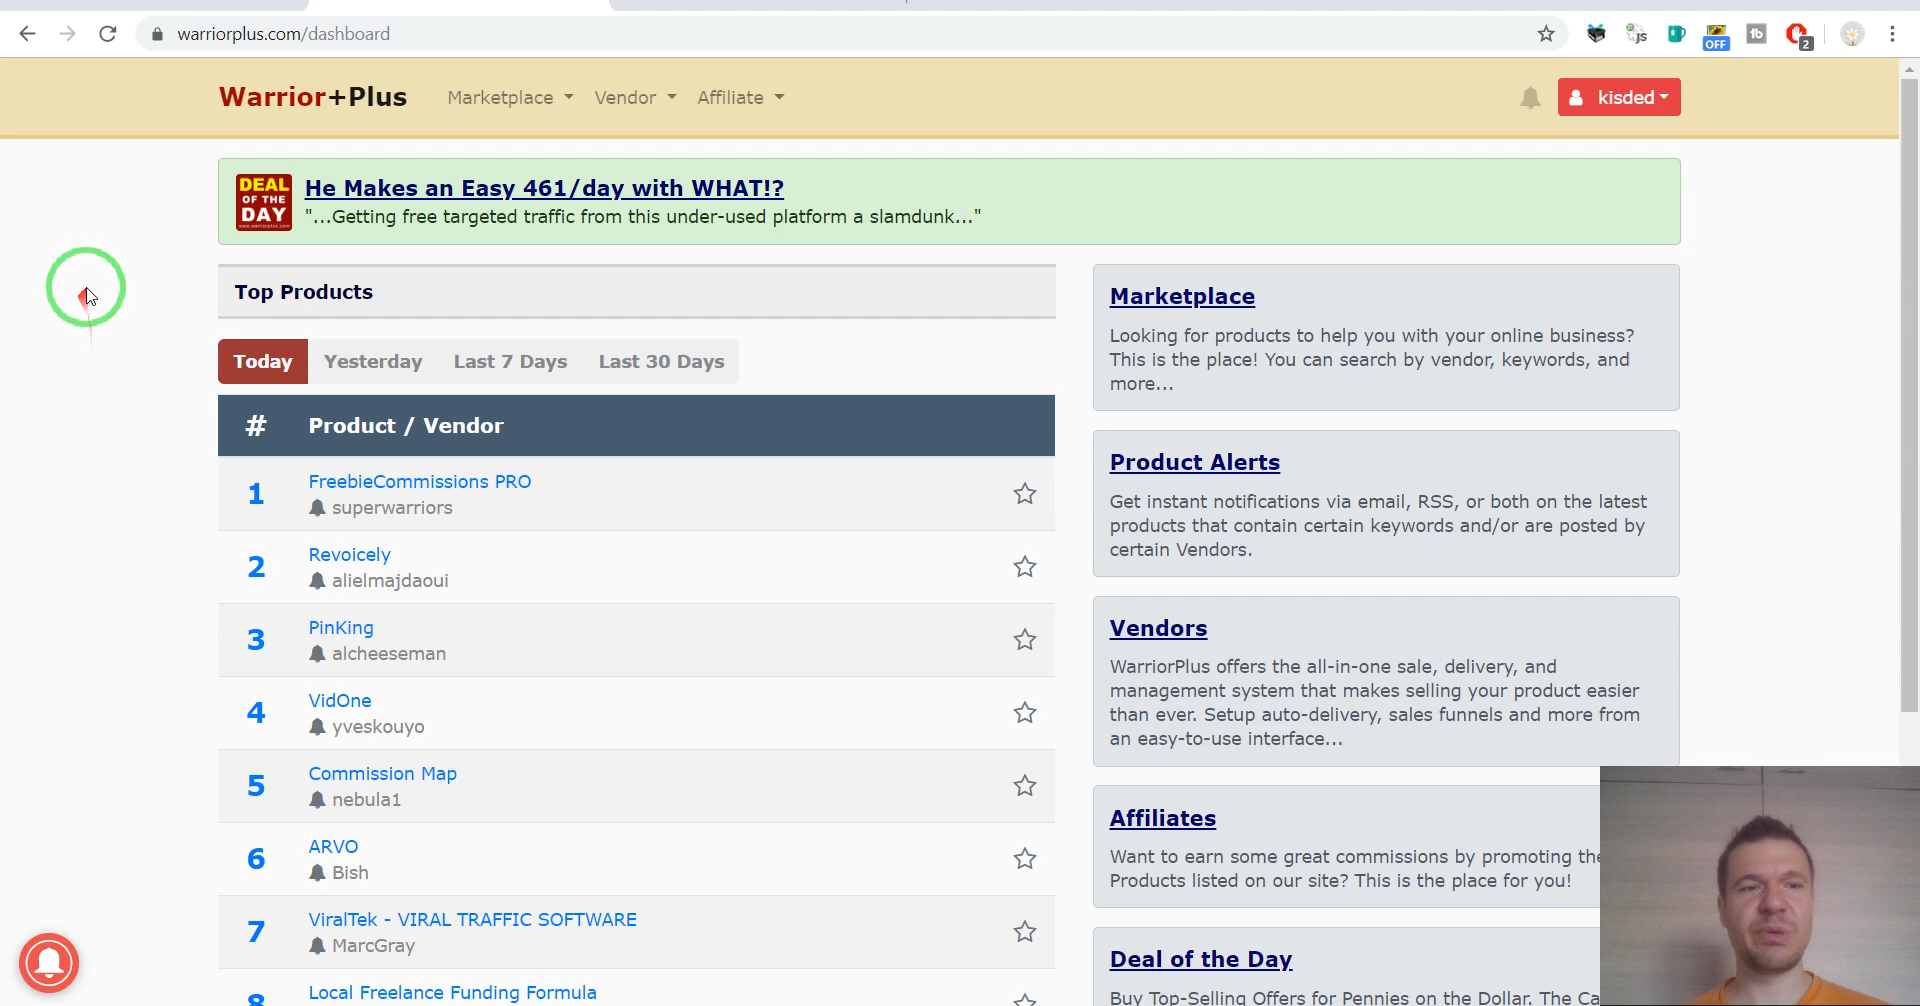 warriorplus.com/dashboard
OFF
tb
2
js
Warrior+Plus
Marketplace
Vendor
Affiliate
kisded
DEAL
OF THE
DAY
www.warriorplus.com
He Makes an Easy 461/day with WHAT!?
"...Getting free targeted traffic from this under-used platform a slamdunk..."
Top Products
Today
Yesterday
Last 7 Days
Last 30 Days
# Product / Vendor
1 FreebieCommissions PRO
superwarriors
2 Revoicely
alielmajdaoui
3 PinKing
alcheeseman
4 VidOne
yveskouyo
5 Commission Map
nebula1
6 ARVO
Bish
7 ViralTek - VIRAL TRAFFIC SOFTWARE
MarcGray
8 Local Freelance Funding Formula
Marketplace
Looking for products to help you with your online business?
This is the place! You can search by vendor, keywords, and
more...
Product Alerts
Get instant notifications via email, RSS, or both on the latest
products that contain certain keywords and/or are posted by
certain Vendors.
Vendors
WarriorPlus offers the all-in-one sale, delivery, and
management system that makes selling your product easier
than ever. Setup auto-delivery, sales funnels and more from
an easy-to-use interface...
Affiliates
Want to earn some great commissions by promoting the
Products listed on our site? This is the place for you!
Deal of the Day
Buy Top-Selling Offers for Pennies on the Dollar. The Ca